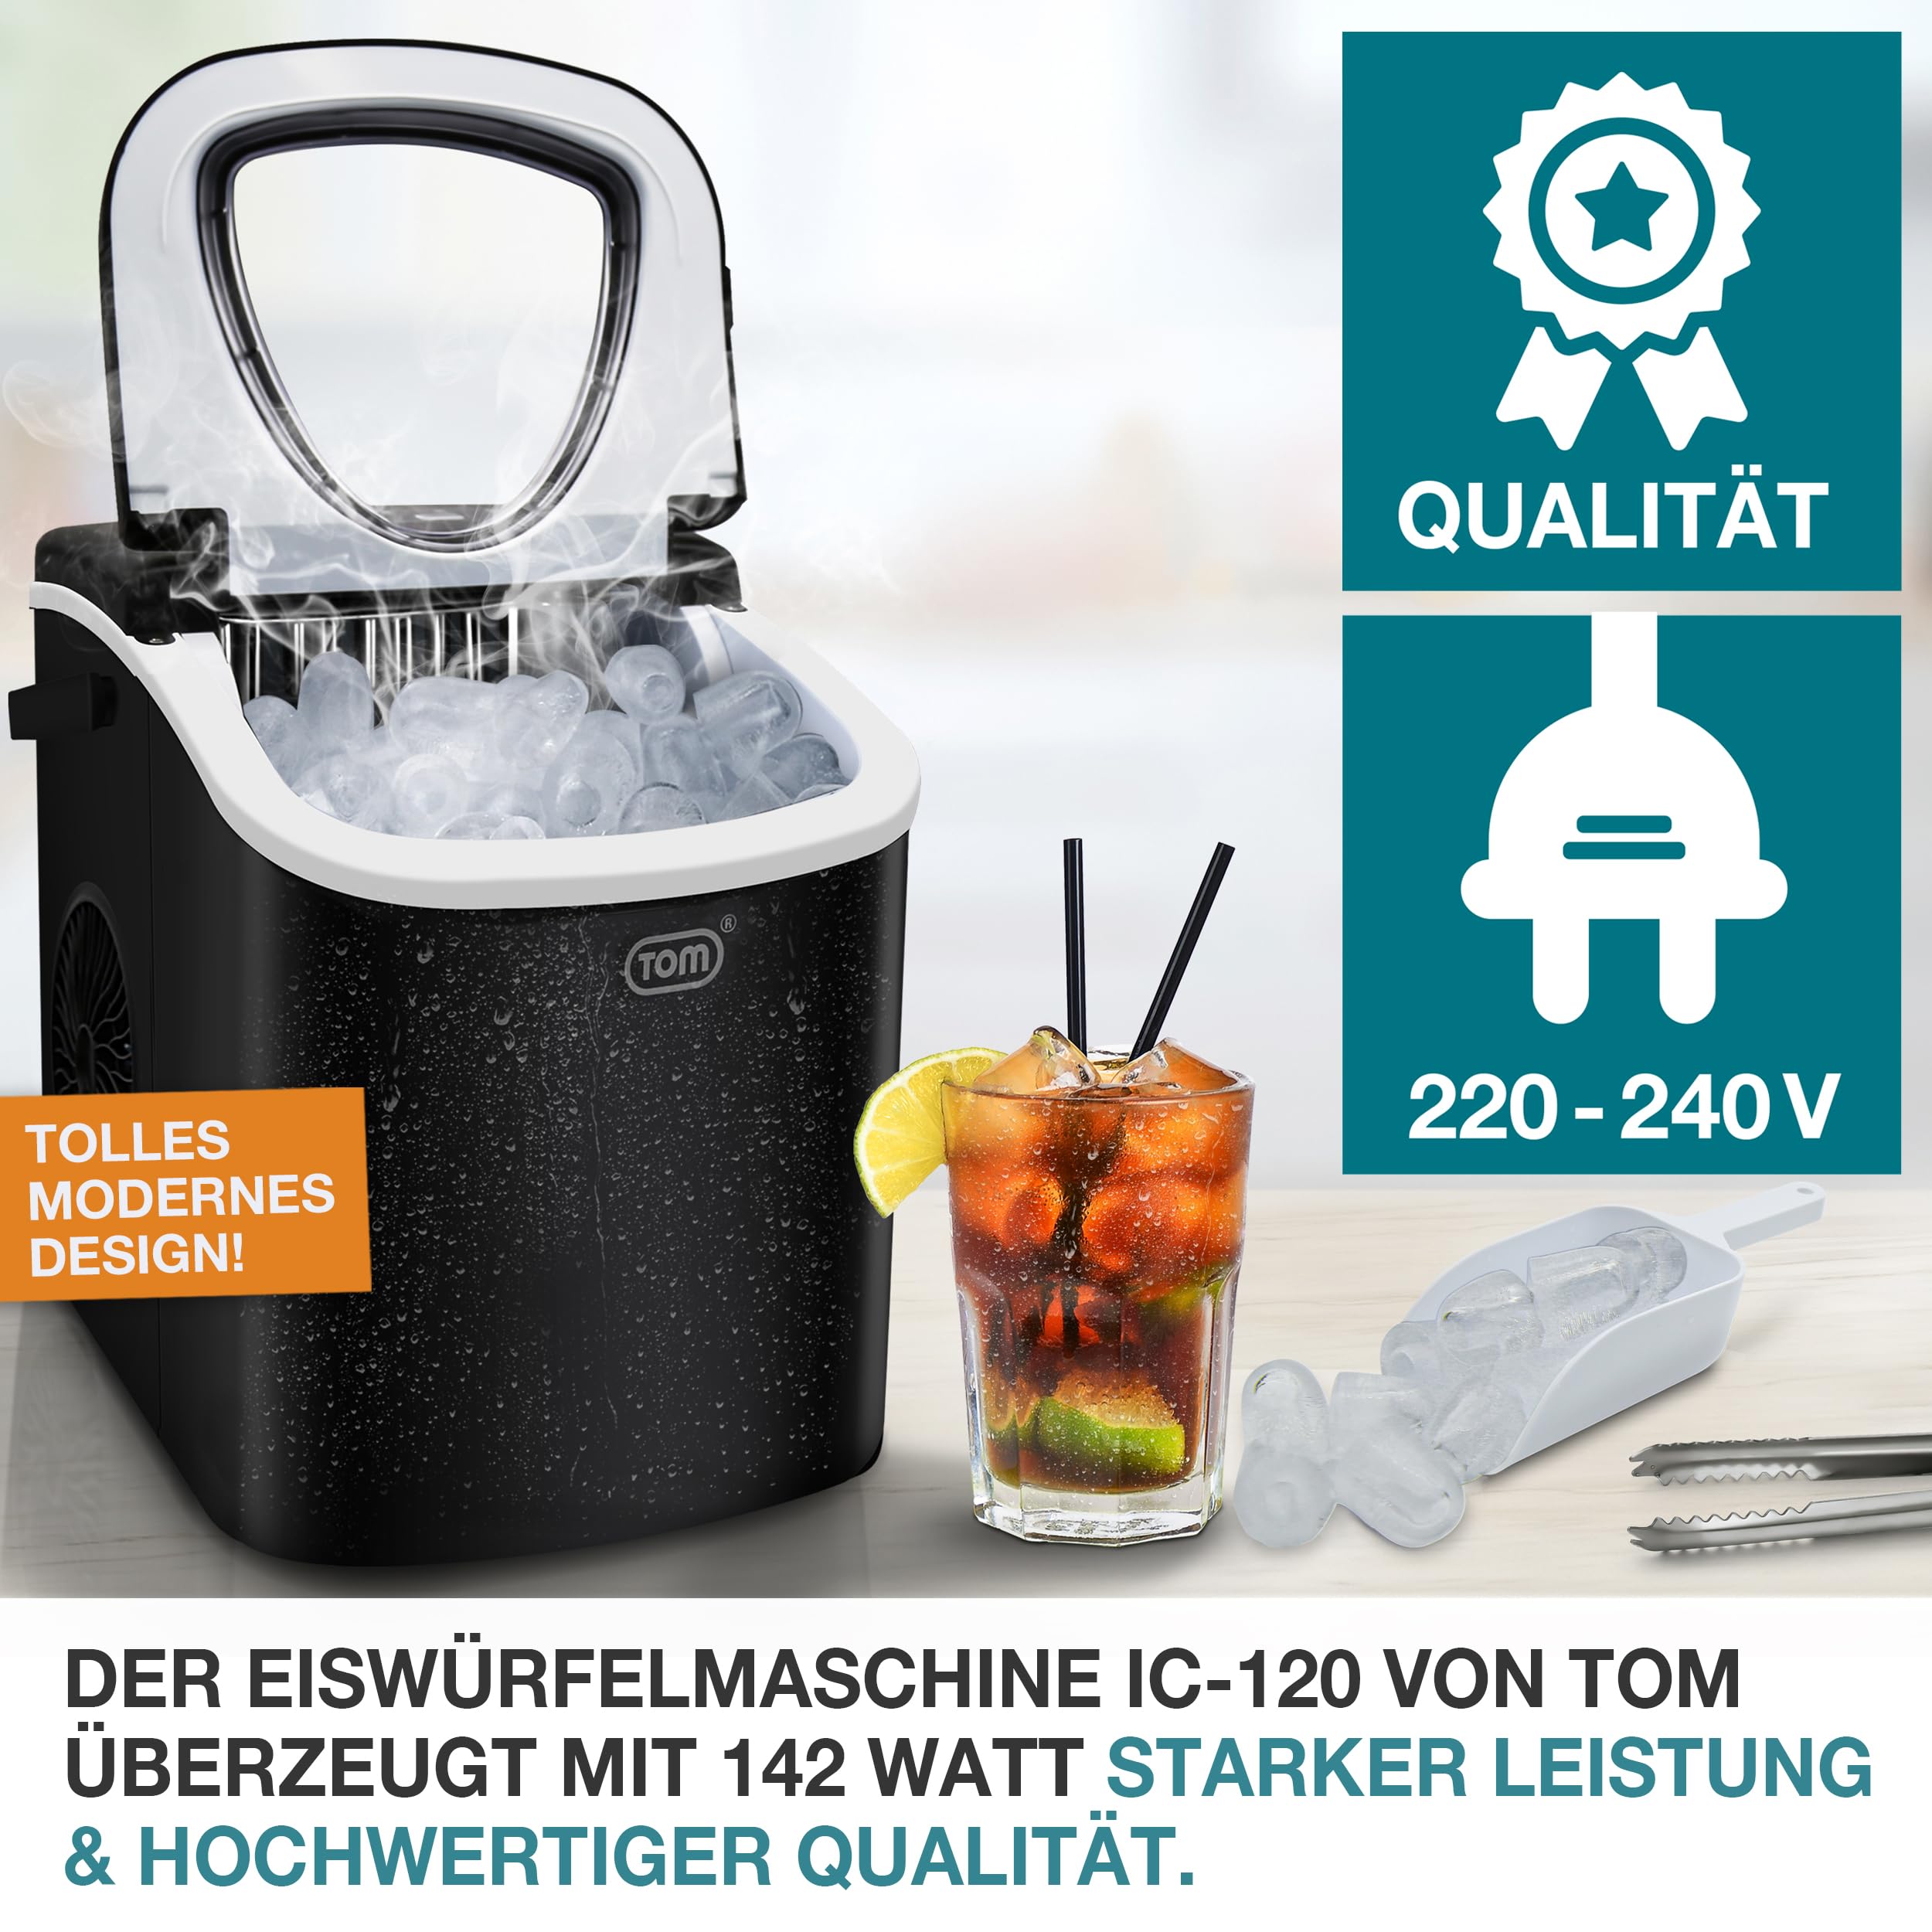 QUALITÄT
TOM®
220 - 240 V
TOLLES
MODERNES
DESIGN!
DER EISWÜRFELMASCHINE IC-120 VON TOM
ÜBERZEUGT MIT 142 WATT STARKER LEISTUNG
& HOCHWERTIGER QUALITÄT.